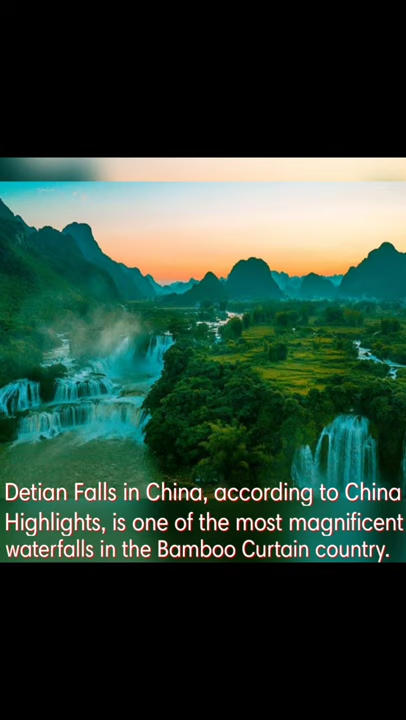 Detian Falls in China, according to China
Highlights, is one of the most magnificent
waterfalls in the Bamboo Curtain country.